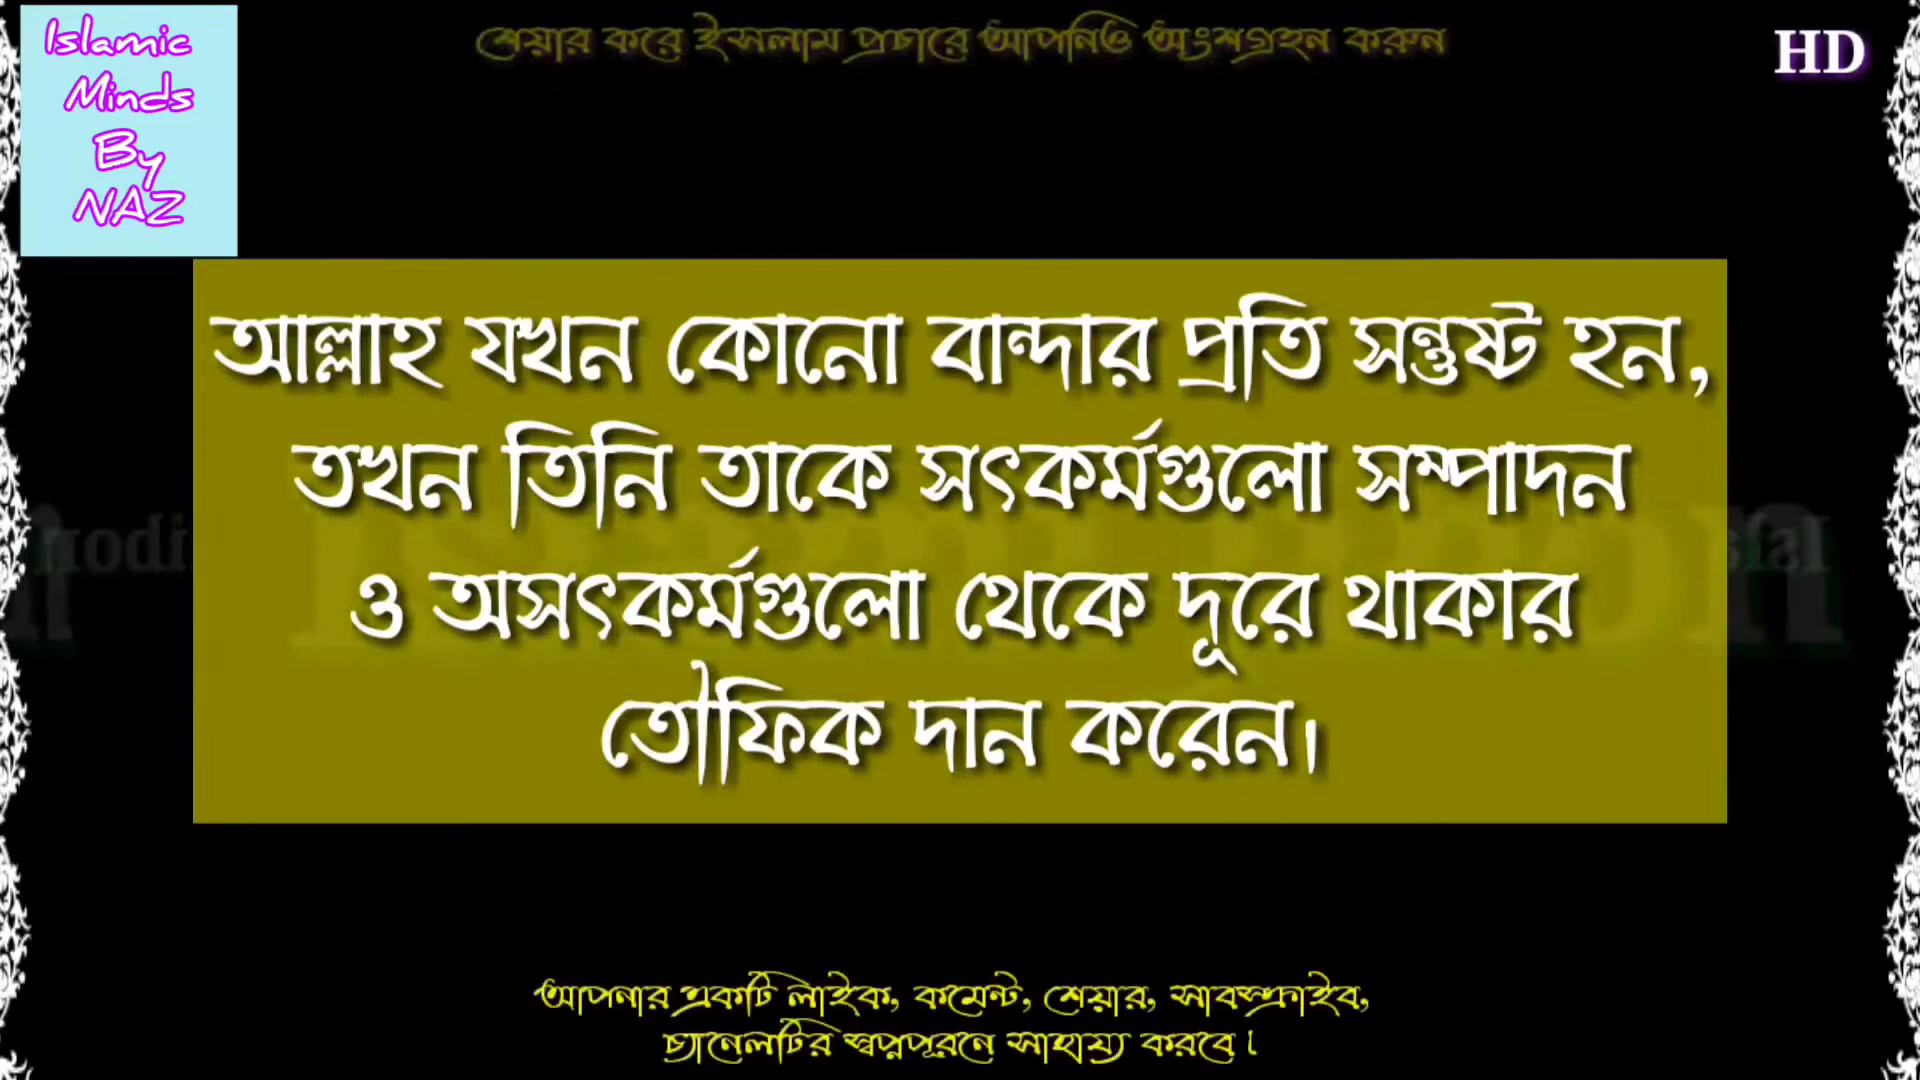 Islamic
Minds
By
NAZ
শেয়ার করে ইসলাম প্রচারে আপনিও অংশগ্রহন করুন
HD
আল্লাহ যখন কোনো বান্দার প্রতি সন্তুষ্ট হন,
তখন তিনি তাকে সৎকর্মগুলো সম্পাদন
ও অসৎকর্মগুলো থেকে দূরে থাকার
তৌফিক দান করেন।
আপনার একটি লাইক, কমেন্ট, শেয়ার, সাবস্ক্রাইব,
চ্যানেলটির স্বপ্নপূরনে সাহায্য করবে।